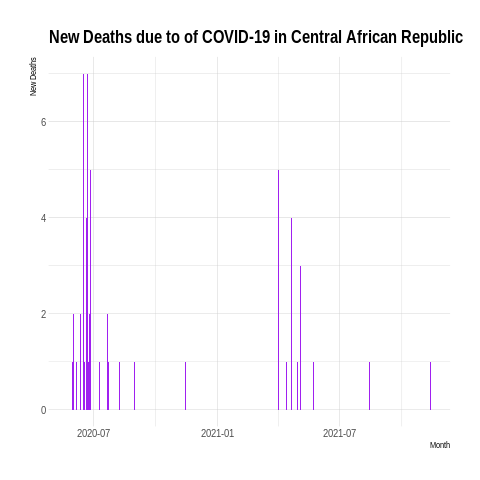 New Deaths due to of COVID-19 in Central African Republic
New Deaths
6
4
2
0
2020-07
2021-01
2021-07
Month